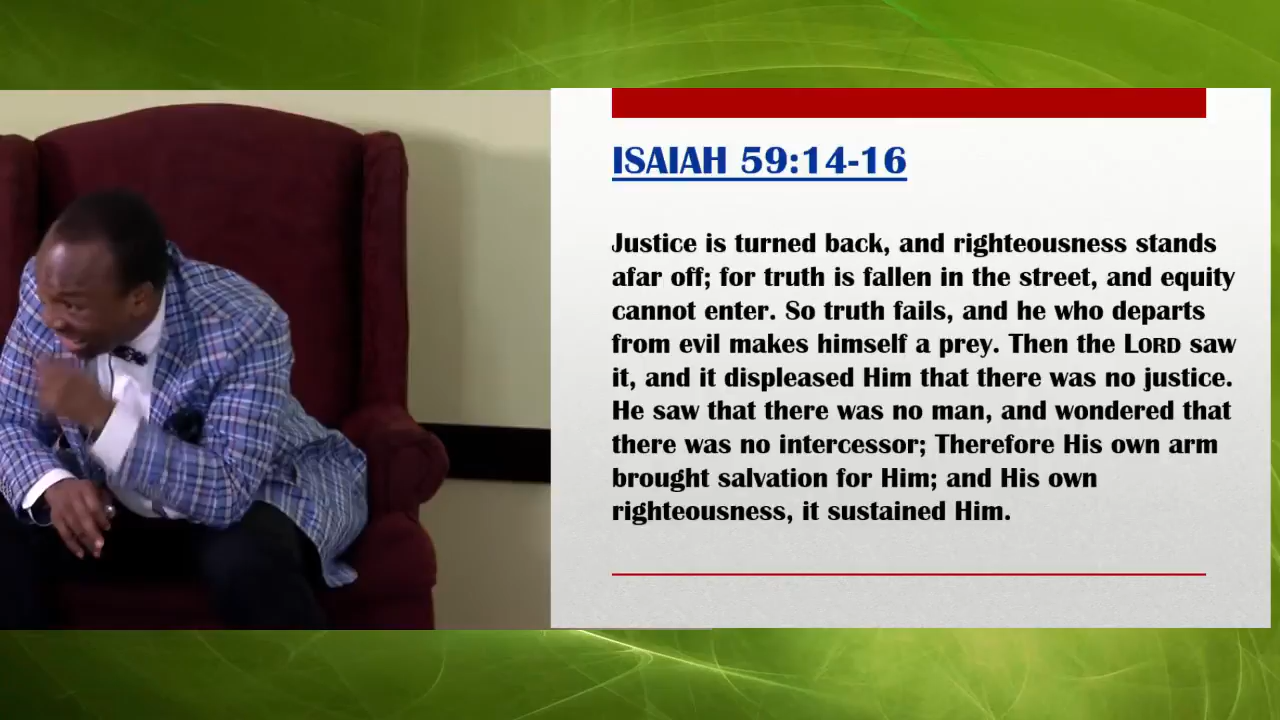 ISAIAH 59:14-16
Justice is turned back, and righteousness stands
afar off; for truth is fallen in the street, and equity
cannot enter. So truth fails, and he who departs
from evil makes himself a prey. Then the LORD saw
it, and it displeased Him that there was no justice.
He saw that there was no man, and wondered that
there was no intercessor; Therefore His own arm
brought salvation for Him; and His own
righteousness, it sustained Him.